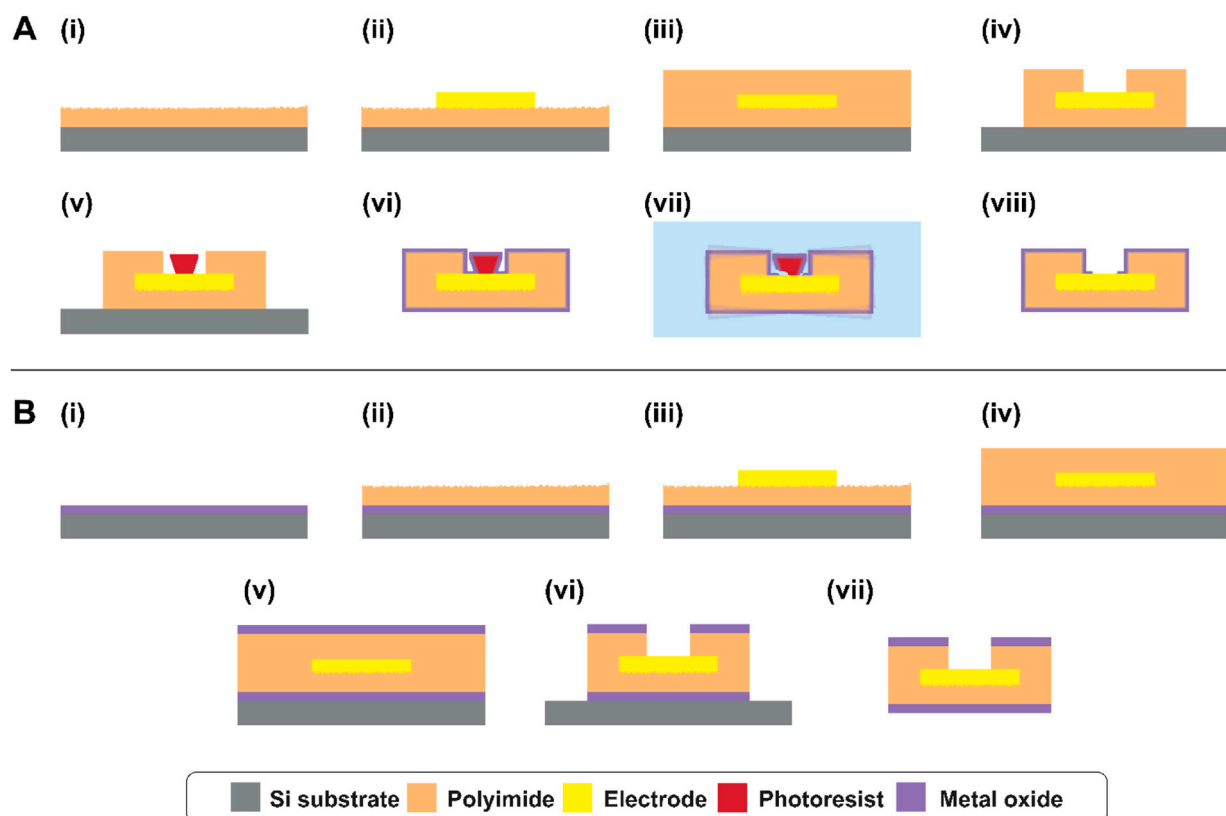 A (i) (ii) (iii) (iv)
(v) (vi) (vii) (viii)
B (i) (ii) (iii) (iv)
(v) (vi) (vii)
Si substrate Polyimide Electrode Photoresist Metal oxide